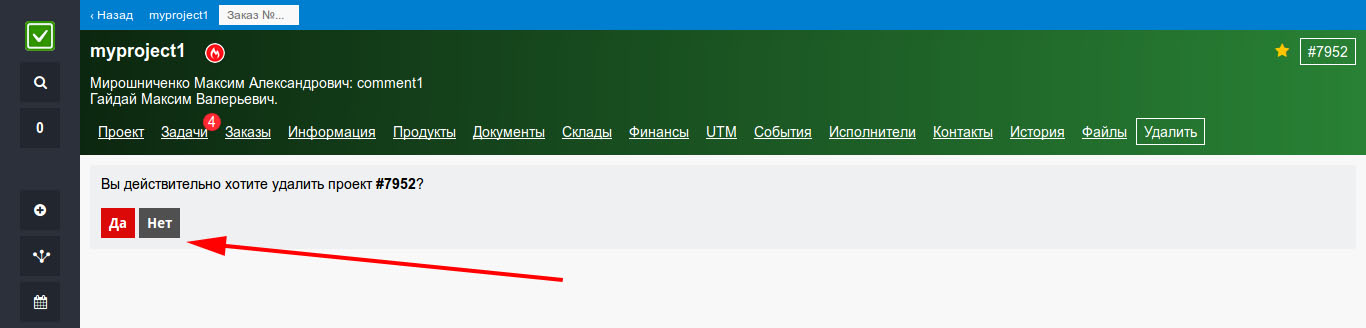 ‹ Назад myproject1 Заказ №...
myproject1
#7952
Мирошниченко Максим Александрович: comment1
Гайдай Максим Валерьевич.
0
Проект Задачи 4 Заказы Информация Продукты Документы Склады Финансы UTM События Исполнители Контакты История Файлы Удалить
Вы действительно хотите удалить проект #7952?
Да Нет